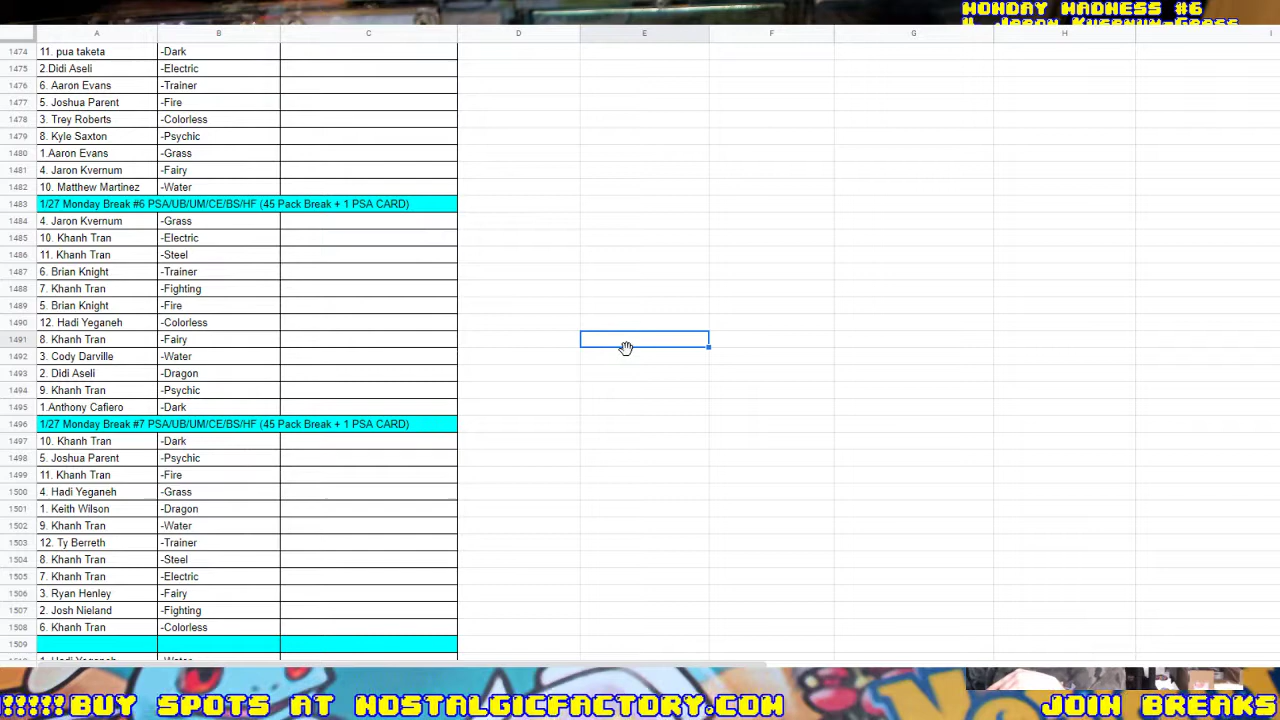 MONDAY MADNESS #6
4. Jaron Kvernum-Grass
A B C D E F G H I
1474 11. pua taketa -Dark
1475 2 Didi Aseli -Electric
1476 6. Aaron Evans -Trainer
1477 5. Joshua Parent -Fire
1478 3. Trey Roberts -Colorless
1479 8. Kyle Saxton -Psychic
1480 1.Aaron Evans -Grass
1481 4. Jaron Kvernum -Fairy
1482 10. Matthew Martinez -Water
1483 1/27 Monday Break #6 PSA/UB/UM/CE/BS/HF (45 Pack Break + 1 PSA CARD)
1484 4. Jaron Kvernum -Grass
1485 10. Khanh Tran -Electric
1486 11. Khanh Tran -Steel
1487 6. Brian Knight -Trainer
1488 7. Khanh Tran -Fighting
1489 5. Brian Knight -Fire
1490 12. Hadi Yeganeh -Colorless
1491 8. Khanh Tran -Fairy
1492 3. Cody Darville -Water
1493 2. Didi Aseli -Dragon
1494 9. Khanh Tran -Psychic
1495 1.Anthony Cafiero -Dark
1496 1/27 Monday Break #7 PSA/UB/UM/CE/BS/HF (45 Pack Break + 1 PSA CARD)
1497 10. Khanh Tran -Dark
1498 5. Joshua Parent -Psychic
1499 11. Khanh Tran -Fire
1500 4. Hadi Yeganeh -Grass
1501 1. Keith Wilson -Dragon
1502 9. Khanh Tran -Water
1503 12. Ty Berreth -Trainer
1504 8. Khanh Tran -Steel
1505 7. Khanh Tran -Electric
1506 3. Ryan Henley -Fairy
1507 2. Josh Nieland -Fighting
1508 6. Khanh Tran -Colorless
1509
1. Hadi Yeganeh -Water
!!!!!BUY SPOTS AT NOSTALGICFACTORY.COM JOIN BREAKS